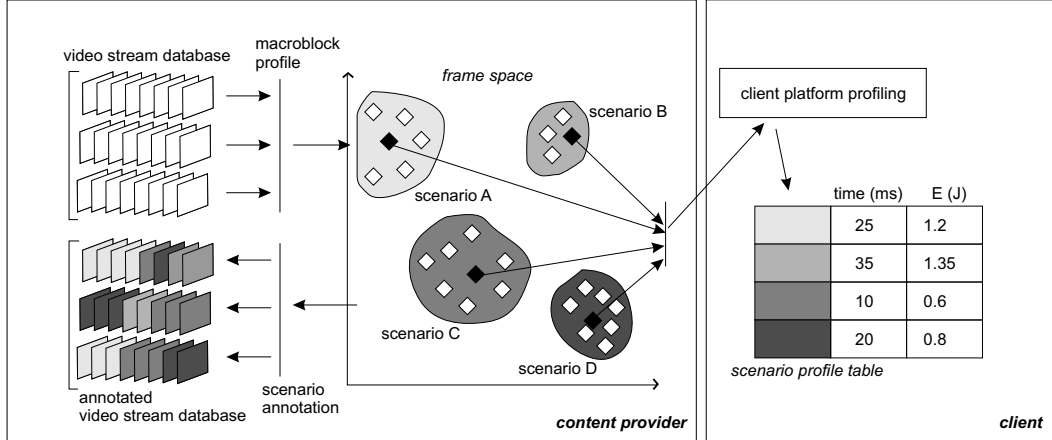 video stream database
macroblock
profile
frame space
scenario A
scenario B
scenario C
scenario D
annotated
video stream database
scenario
annotation
content provider
client platform profiling
time (ms) E (J)
25 1.2
35 1.35
10 0.6
20 0.8
scenario profile table
client